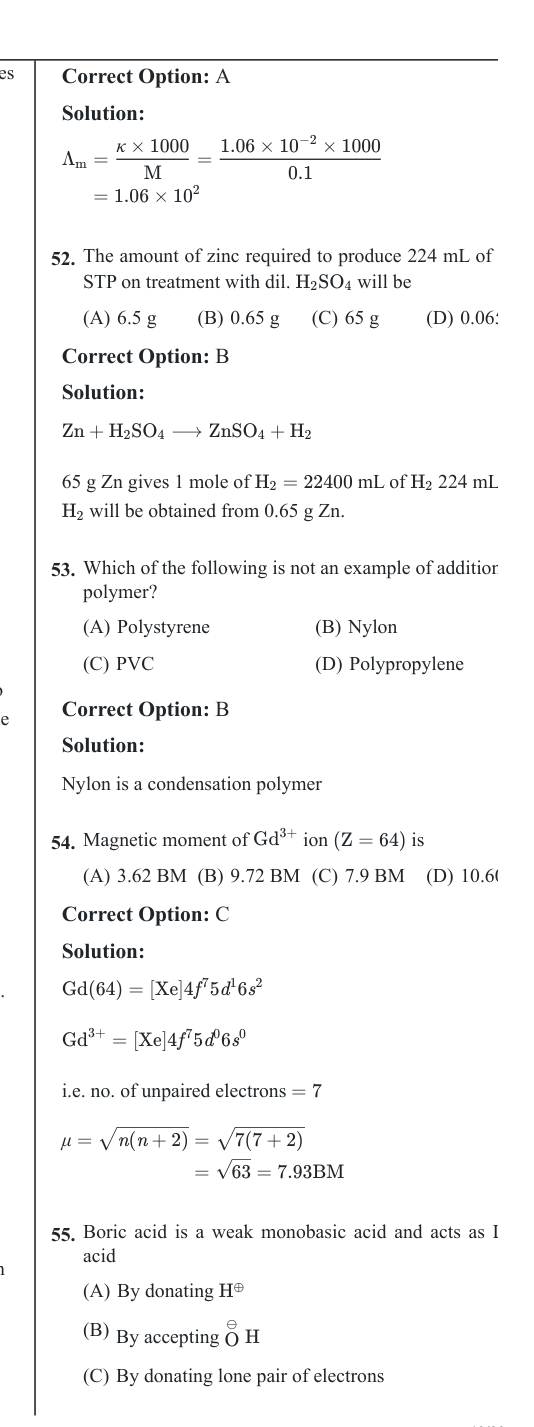 es
Correct Option: A
Solution:
Λm = κ × 1000 / M = 1.06 × 10⁻² × 1000 / 0.1
= 1.06 × 10²
52. The amount of zinc required to produce 224 mL of
STP on treatment with dil. H₂SO₄ will be
(A) 6.5 g (B) 0.65 g (C) 65 g (D) 0.06
Correct Option: B
Solution:
Zn + H₂SO₄ ⟶ ZnSO₄ + H₂
65 g Zn gives 1 mole of H₂ = 22400 mL of H₂ 224 mL
H₂ will be obtained from 0.65 g Zn.
53. Which of the following is not an example of addition
polymer?
(A) Polystyrene (B) Nylon
(C) PVC (D) Polypropylene
e
Correct Option: B
Solution:
Nylon is a condensation polymer
54. Magnetic moment of Gd³⁺ ion (Z = 64) is
(A) 3.62 BM (B) 9.72 BM (C) 7.9 BM (D) 10.6
Correct Option: C
Solution:
Gd(64) = [Xe]4f⁷5d¹6s²
.
Gd³⁺ = [Xe]4f⁷5d⁰6s⁰
i.e. no. of unpaired electrons = 7
μ = √n(n + 2) = √7(7 + 2)
= √63 = 7.93BM
55. Boric acid is a weak monobasic acid and acts as
acid
(A) By donating H⊕
(B) By accepting O⊖ H
(C) By donating lone pair of electrons